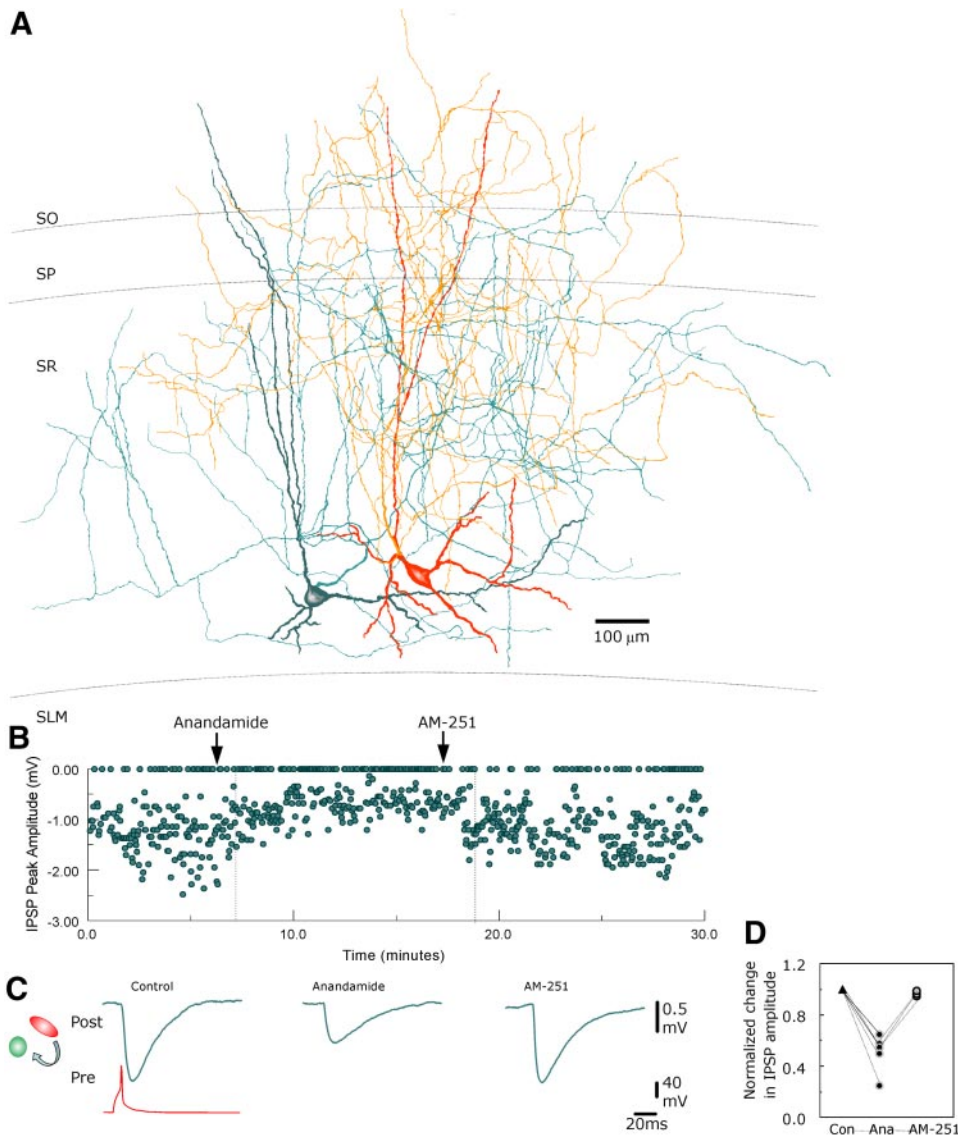 A
SO
SP
SR
100 μm
SLM
B
Anandamide
AM-251
IPSP Peak Amplitude (mV)
0.00
-1.00
-2.00
-3.00
0.0
10.0
20.0
30.0
Time (minutes)
C
Control
Anandamide
AM-251
Post
0.5
mV
Pre
40
mV
20ms
D
Normalized change
in IPSP amplitude
1.2
0.8
0.4
0.0
Con
Ana
AM-251